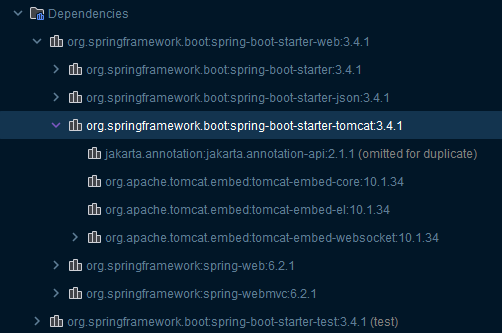 Dependencies
org.springframework.boot:spring-boot-starter-web:3.4.1
org.springframework.boot:spring-boot-starter:3.4.1
org.springframework.boot:spring-boot-starter-json:3.4.1
org.springframework.boot:spring-boot-starter-tomcat:3.4.1
jakarta.annotation:jakarta.annotation-api:2.1.1 (omitted for duplicate)
org.apache.tomcat.embed:tomcat-embed-core:10.1.34
org.apache.tomcat.embed:tomcat-embed-el:10.1.34
org.apache.tomcat.embed:tomcat-embed-websocket:10.1.34
org.springframework:spring-web:6.2.1
org.springframework:spring-webmvc:6.2.1
org.springframework.boot:spring-boot-starter-test:3.4.1 (test)